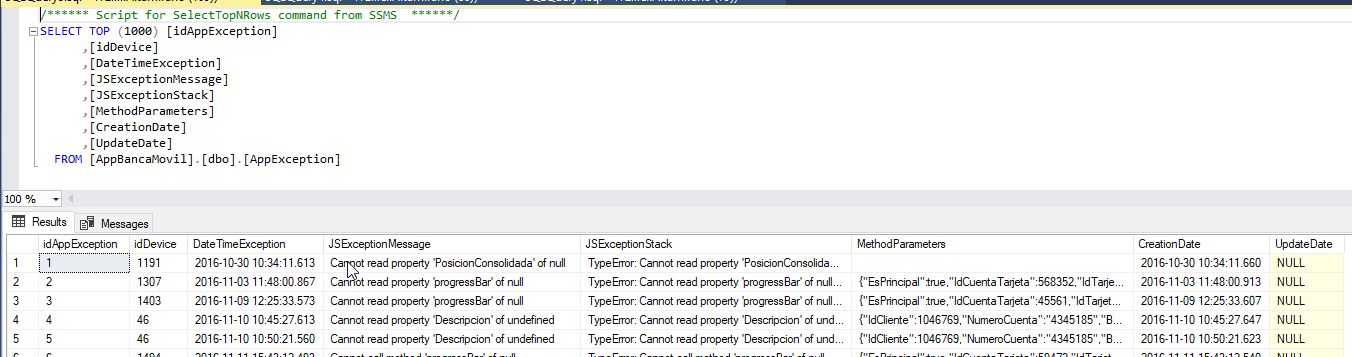 /****** Script for SelectTopNRows command from SSMS  ******/
SELECT TOP (1000) [idAppException]
,[idDevice]
,[DateTimeException]
,[JSExceptionMessage]
,[JSExceptionStack]
,[MethodParameters]
,[CreationDate]
,[UpdateDate]
FROM [AppBancaMovil].[dbo].[AppException]
100 %
Results Messages
idAppException idDevice DateTimeException JSExceptionMessage JSExceptionStack MethodParameters CreationDate UpdateDate
1 1 1191 2016-10-30 10:34:11.613 Cannot read property 'PosicionConsolidada' of null TypeError: Cannot read property 'PosicionConsolida... 2016-10-30 10:34:11.660 NULL
2 2 1307 2016-11-03 11:48:00.867 Cannot read property 'progressBar' of null TypeError: Cannot read property 'progressBar' of null... {"EsPrincipal":true,"IdCuentaTarjeta":568352,"IdTarje... 2016-11-03 11:48:00.913 NULL
3 3 1403 2016-11-09 12:25:33.573 Cannot read property 'progressBar' of null TypeError: Cannot read property 'progressBar' of null... {"EsPrincipal":true,"IdCuentaTarjeta":45561,"IdTarjet... 2016-11-09 12:25:33.607 NULL
4 4 46 2016-11-10 10:45:27.613 Cannot read property 'Descripcion' of undefined TypeError: Cannot read property 'Descripcion' of und... {"IdCliente":1046769,"NumeroCuenta":"4345185","B... 2016-11-10 10:45:27.647 NULL
5 5 46 2016-11-10 10:50:21.560 Cannot read property 'Descripcion' of undefined TypeError: Cannot read property 'Descripcion' of und... {"IdCliente":1046769,"NumeroCuenta":"4345185","B... 2016-11-10 10:50:21.623 NULL